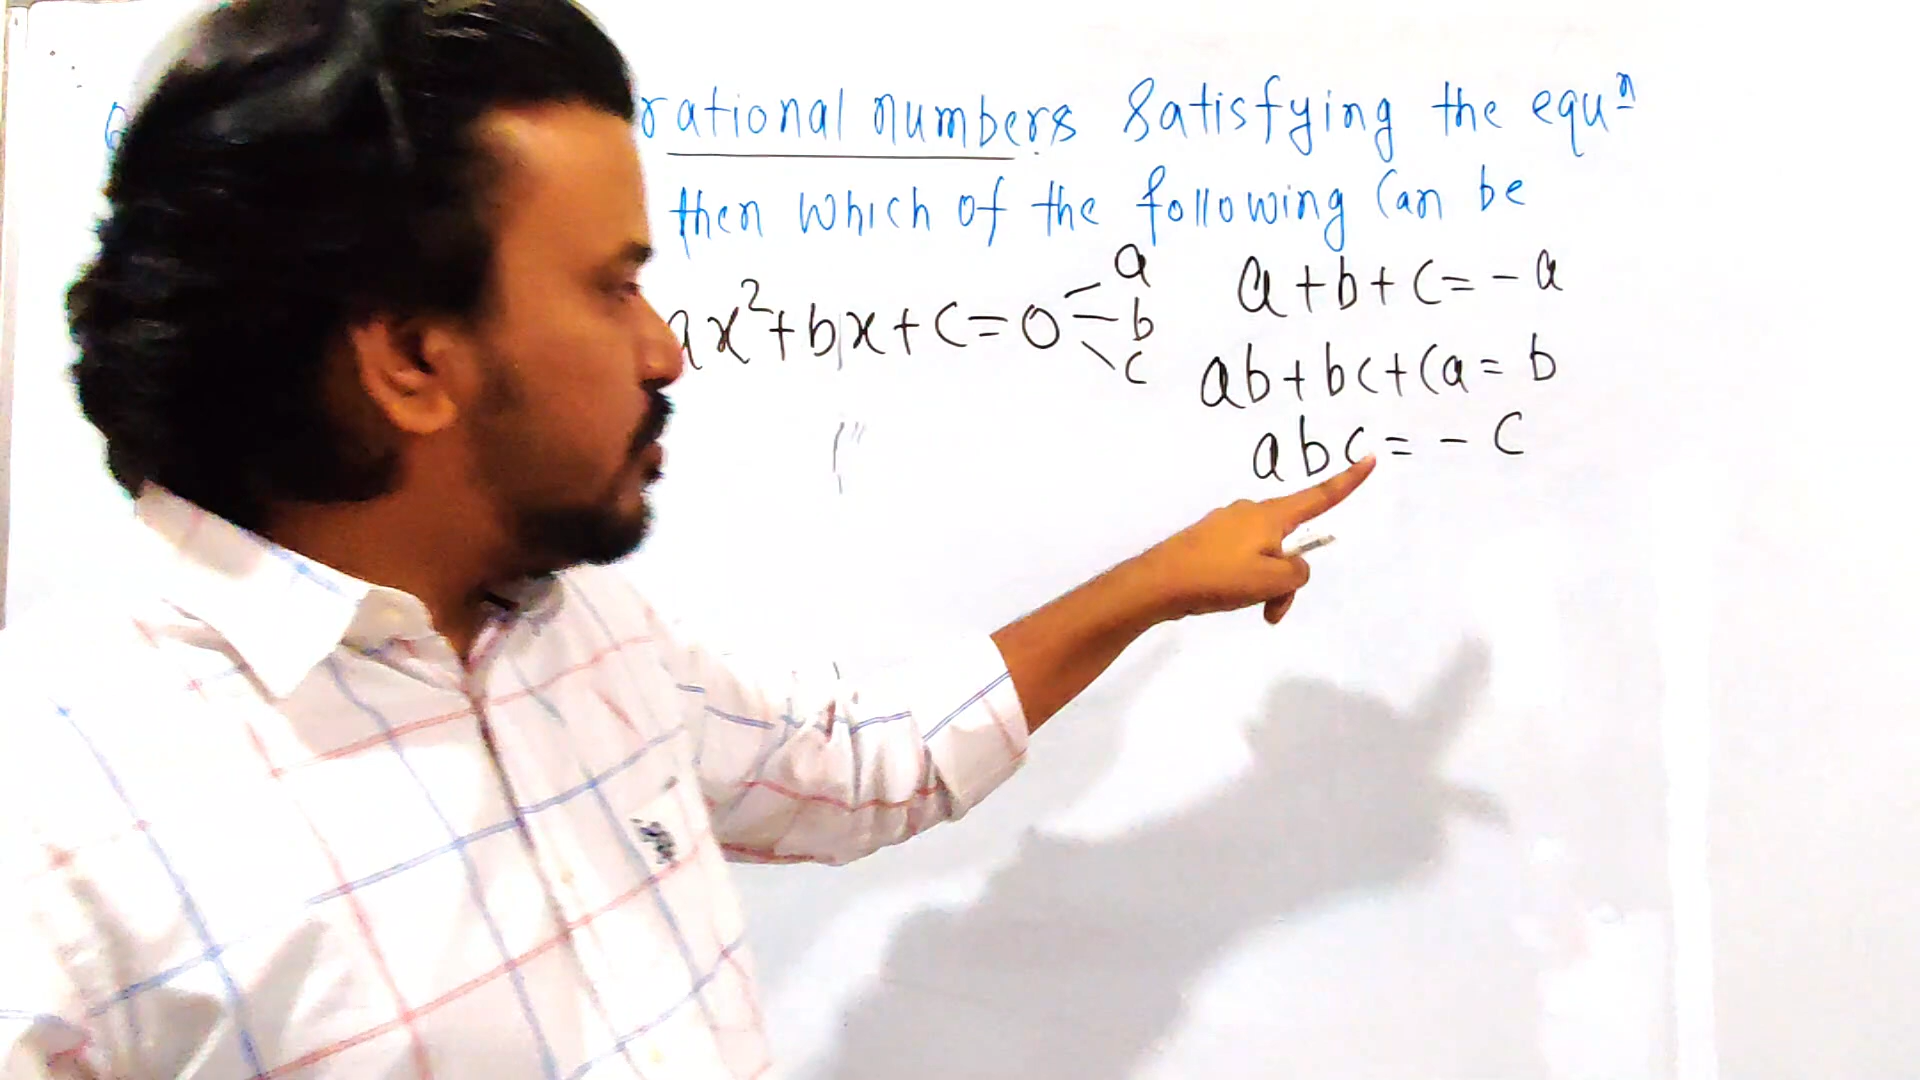 rational numbers satisfying the equⁿ
then which of the following can be
ax²+bx+c=0
a
b
c
a+b+c=-a
ab+bc+ca=b
abc=-c